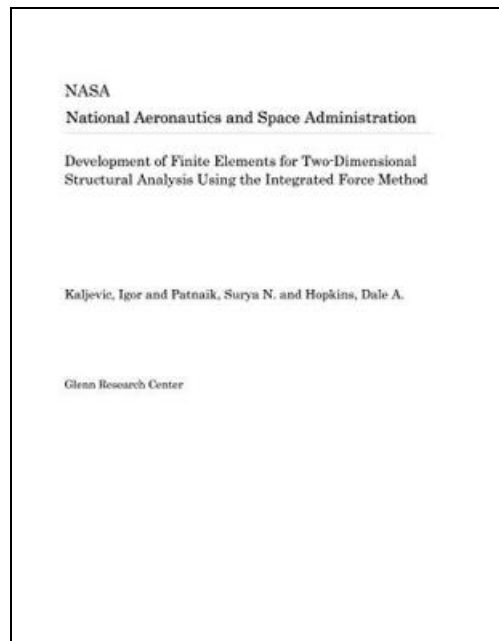 NASA
National Aeronautics and Space Administration
Development of Finite Elements for Two-Dimensional
Structural Analysis Using the Integrated Force Method
Kaljevic, Igor and Patnaik, Surya N. and Hopkins, Dale A.
Glenn Research Center